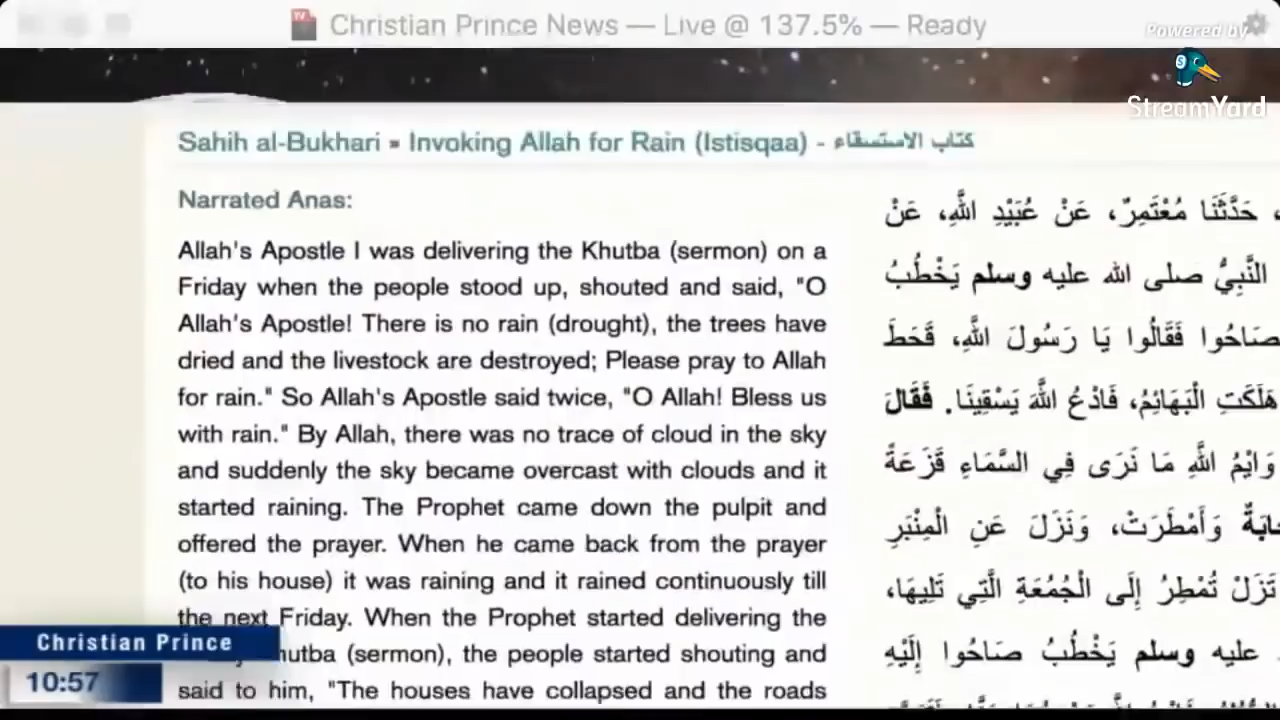 Christian Prince News — Live @ 137.5% — Ready
Powered by
StreamYard
Sahih al-Bukhari » Invoking Allah for Rain (Istisqaa) - كتاب الاستسقاء
Narrated Anas:
Allah's Apostle I was delivering the Khutba (sermon) on a
Friday when the people stood up, shouted and said, "O
Allah's Apostle! There is no rain (drought), the trees have
dried and the livestock are destroyed; Please pray to Allah
for rain." So Allah's Apostle said twice, "O Allah! Bless us
with rain." By Allah, there was no trace of cloud in the sky
and suddenly the sky became overcast with clouds and it
started raining. The Prophet came down the pulpit and
offered the prayer. When he came back from the prayer
(to his house) it was raining and it rained continuously till
the next Friday. When the Prophet started delivering the
(sermon), the people started shouting and
said to him, "The houses have collapsed and the roads
، حَدَّثَنَا مُعْتَمِرٌ، عَنْ عُبَيْدِ اللَّهِ، عَنْ
النَّبِيُّ صلى الله عليه وسلم يَخْطُبُ
صَاحُوا فَقَالُوا يَا رَسُولَ اللَّهِ، قَحَطَ
هَلَكَتِ الْبَهَائِمُ، فَادْعُ اللَّهَ يَسْقِينَا. فَقَالَ
وَايْمُ اللَّهِ مَا نَرَى فِي السَّمَاءِ قَزَعَةً
وَأَمْطَرَتْ، وَنَزَلَ عَنِ الْمِنْبَرِ
تَزَلْ تُمْطِرُ إِلَى الْجُمُعَةِ الَّتِي تَلِيهَا،
عليه وسلم يَخْطُبُ صَاحُوا إِلَيْهِ
Christian Prince
10:57